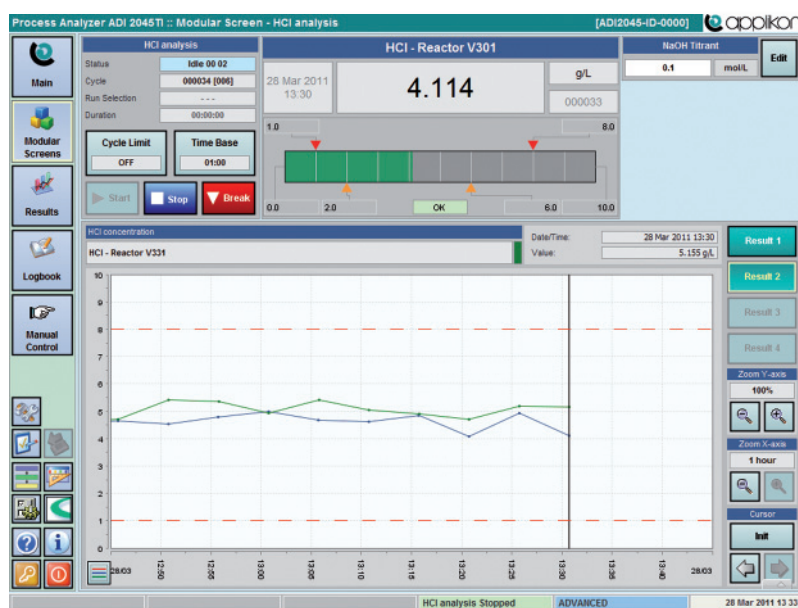 Process Analyzer ADI 2045TI :: Modular Screen - HCl analysis
[ADI2045-ID-0000]
applikon
Main
Modular
Screens
Results
Logbook
Manual
Control
HCl analysis
Status
Idle 00 02
Cycle
000034 [006]
Run Selection
- - -
Duration
00:00:00
Cycle Limit
OFF
Time Base
01:00
Start
Stop
Break
HCl - Reactor V301
28 Mar 2011
13:30
4.114
g/L
000033
1.0
8.0
0.0
2.0
OK
6.0
10.0
NaOH Titrant
0.1
mol/L
Edit
HCl concentration
HCl - Reactor V331
Date/Time:
28 Mar 2011 13:30
Value:
5.155 g/L
10
9
8
7
6
5
4
3
2
1
0
28/03
12:50
12:55
13:00
13:05
13:10
13:15
13:20
13:25
13:30
13:35
13:40
28/03
Result 1
Result 2
Result 3
Result 4
Zoom Y-axis
100%
Zoom X-axis
1 hour
Cursor
Init
HCl analysis Stopped
ADVANCED
28 Mar 2011 13 33